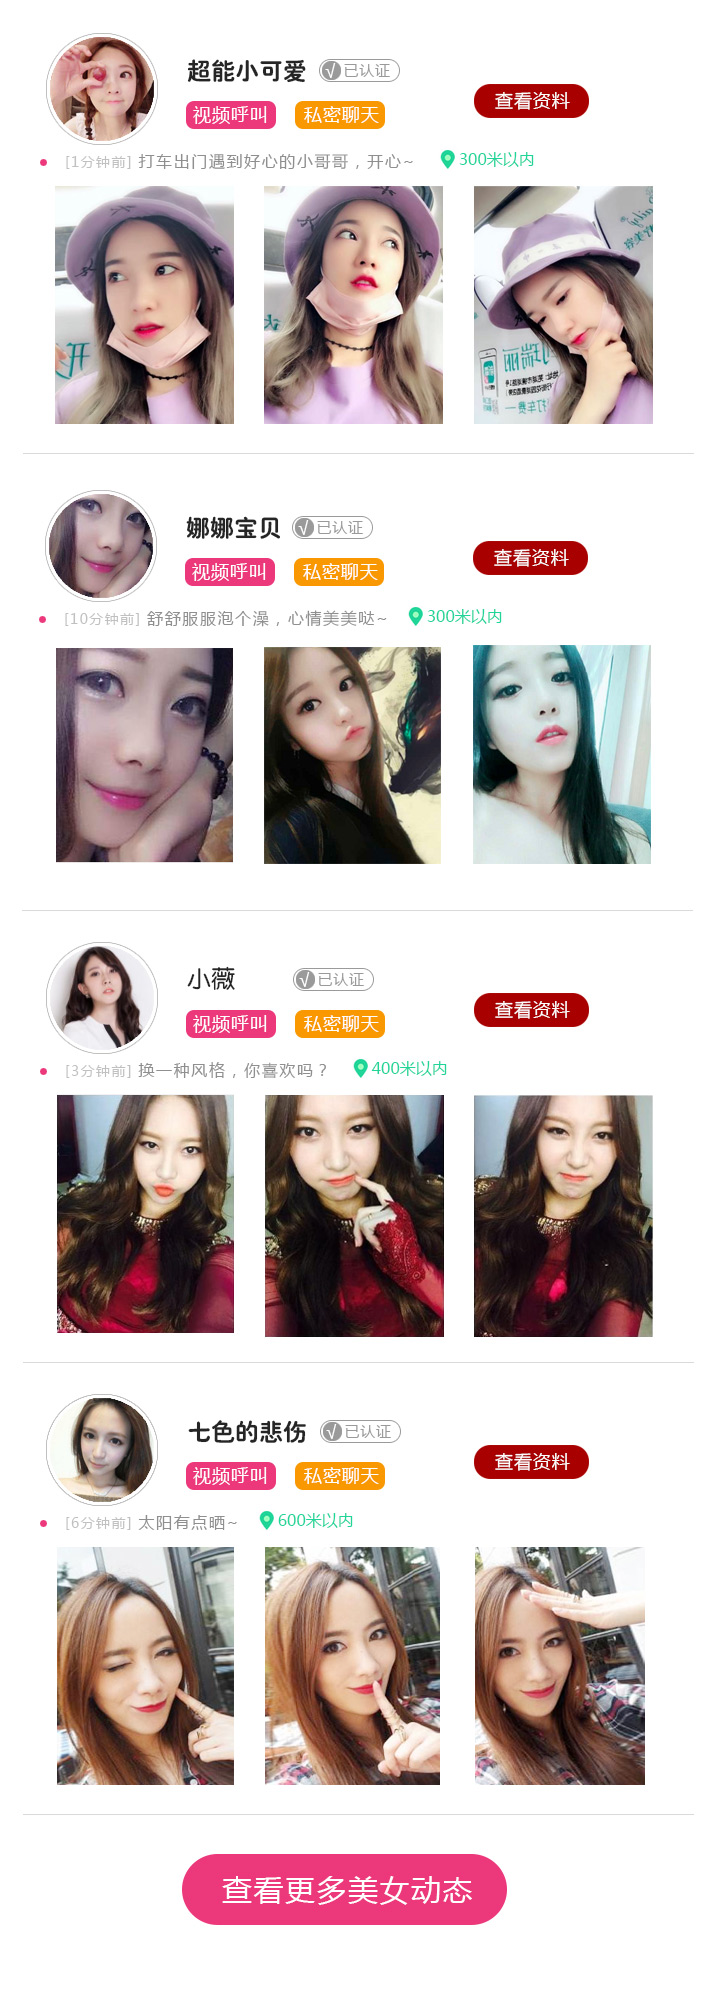 超能小可爱 √已认证
视频呼叫 私密聊天 查看资料
[1分钟前] 打车出门遇到好心的小哥哥，开心~ 300米以内
娜娜宝贝 √已认证
视频呼叫 私密聊天 查看资料
[10分钟前] 舒舒服服泡个澡，心情美美哒~ 300米以内
小薇 √已认证
视频呼叫 私密聊天 查看资料
[3分钟前] 换一种风格，你喜欢吗？ 400米以内
七色的悲伤 √已认证
视频呼叫 私密聊天 查看资料
[6分钟前] 太阳有点晒~ 600米以内
查看更多美女动态